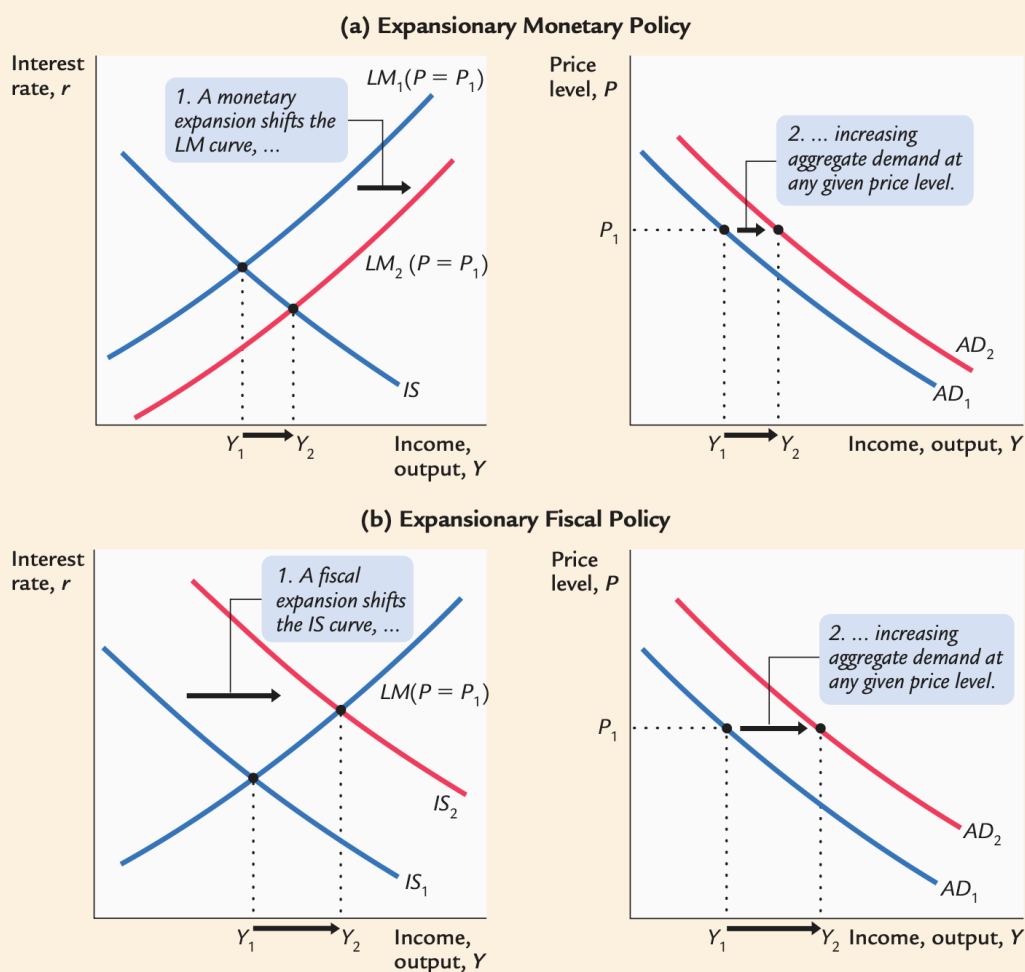 (a) Expansionary Monetary Policy
Interest
rate, r
LM₁(P = P₁)
1. A monetary
expansion shifts the
LM curve, ...
LM₂ (P = P₁)
IS
Y₁
Y₂
Income,
output, Y
Price
level, P
2. ... increasing
aggregate demand at
any given price level.
P₁
AD₂
AD₁
Y₁
Y₂
Income, output, Y
(b) Expansionary Fiscal Policy
Interest
rate, r
1. A fiscal
expansion shifts
the IS curve, ...
LM(P = P₁)
IS₂
IS₁
Y₁
Y₂
Income,
output, Y
Price
level, P
2. ... increasing
aggregate demand at
any given price level.
P₁
AD₂
AD₁
Y₁
Y₂
Income, output, Y